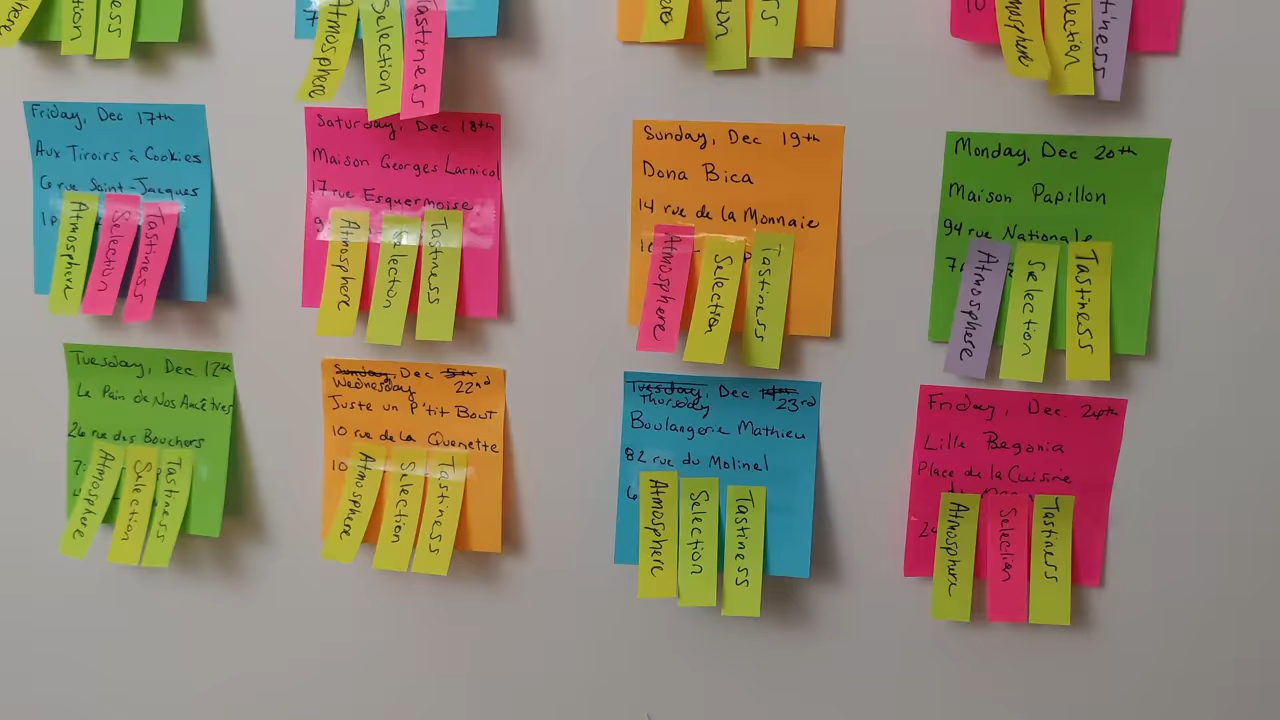 Atmosphere
Selection
Tastiness
Friday, Dec 17th
Aux Tiroirs à Cookies
6 rue Saint-Jacques
Atmosphere
Selection
Tastiness
Saturday, Dec 18th
Maison Georges Larnicol
17 rue Esquermoise
Atmosphere
Selection
Tastiness
Sunday, Dec 19th
Dona Bica
14 rue de la Monnaie
Atmosphere
Selection
Tastiness
Monday, Dec 20th
Maison Papillon
94 rue Nationale
Atmosphere
Selection
Tastiness
Tuesday, Dec 12th
Le Pain de Nos Ancêtres
26 rue des Bouchers
Atmosphere
Selection
Tastiness
Sunday, Dec 5th
Wednesday 22nd
Juste un P'tit Bout
10 rue de la Quenette
10
Atmosphere
Selection
Tastiness
Tuesday, Dec
Thursday 23rd
Boulangerie Mathieu
82 rue du Molinel
Atmosphere
Selection
Tastiness
Friday, Dec. 24th
Lille Begonia
Place de la Cuisine
Atmosphere
Selection
Tastiness